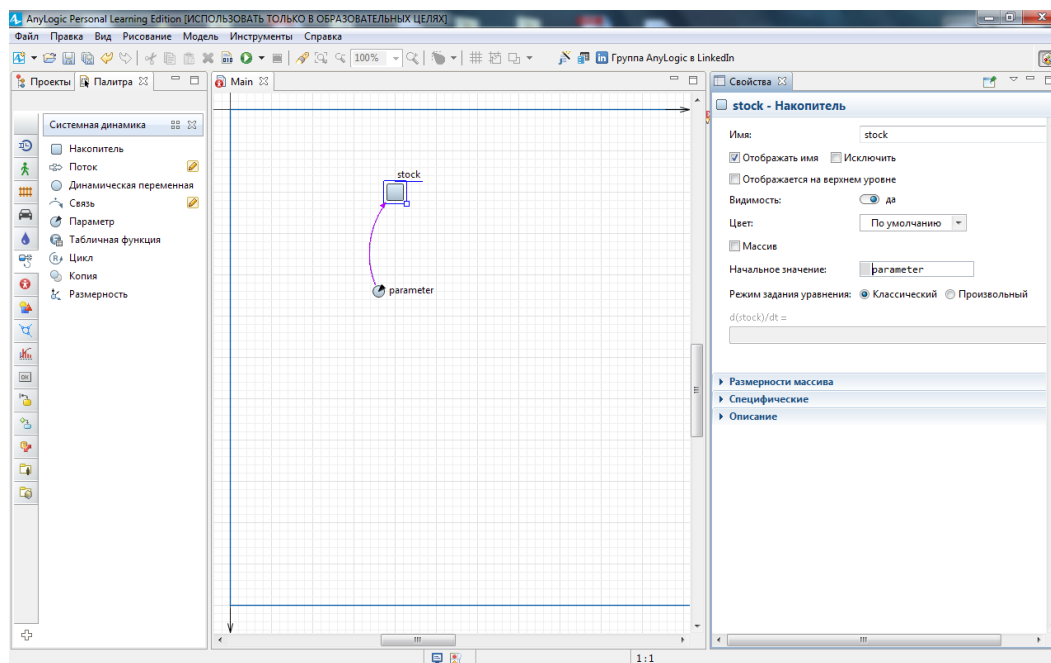 AnyLogic Personal Learning Edition [ИСПОЛЬЗОВАТЬ ТОЛЬКО В ОБРАЗОВАТЕЛЬНЫХ ЦЕЛЯХ]
Файл Правка Вид Рисование Модель Инструменты Справка
100% Группа AnyLogic в LinkedIn
Проекты Палитра Main Свойства
stock - Накопитель
Системная динамика
Накопитель
Поток
Динамическая переменная
Связь
Параметр
Табличная функция
Цикл
Копия
Размерность
stock
parameter
Имя: stock
Отображать имя Исключить
Отображается на верхнем уровне
Видимость: да
Цвет: По умолчанию
Массив
Начальное значение: parameter
Режим задания уравнения: Классический Произвольный
d(stock)/dt =
Размерности массива
Специфические
Описание
1:1